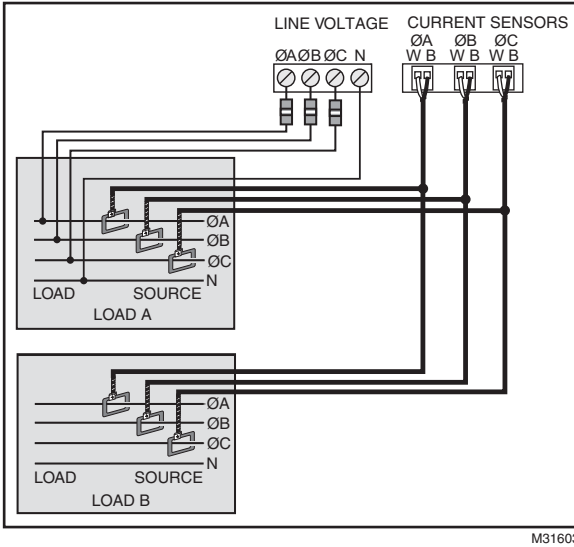 LINE VOLTAGE
CURRENT SENSORS
ØA ØB ØC N
ØA ØB ØC
W B W B W B
ØA
ØB
ØC
N
LOAD SOURCE
LOAD A
ØA
ØB
ØC
N
LOAD SOURCE
LOAD B
M31603